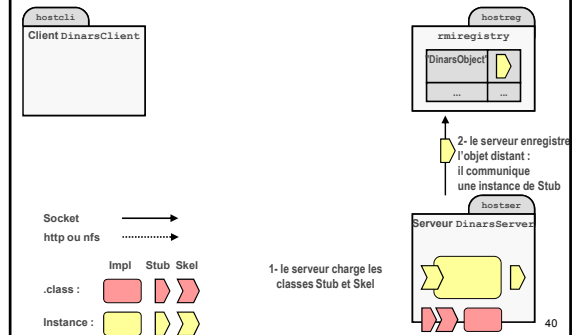 hostcli
Client DinarsClient
hostreg
rmiregistry
"DinarsObject"
... ...
2- le serveur enregistre
l'objet distant :
il communique
une instance de Stub
hostser
Serveur DinarsServer
Socket
http ou nfs
1- le serveur charge les
classes Stub et Skel
Impl Stub Skel
.class :
Instance :
40